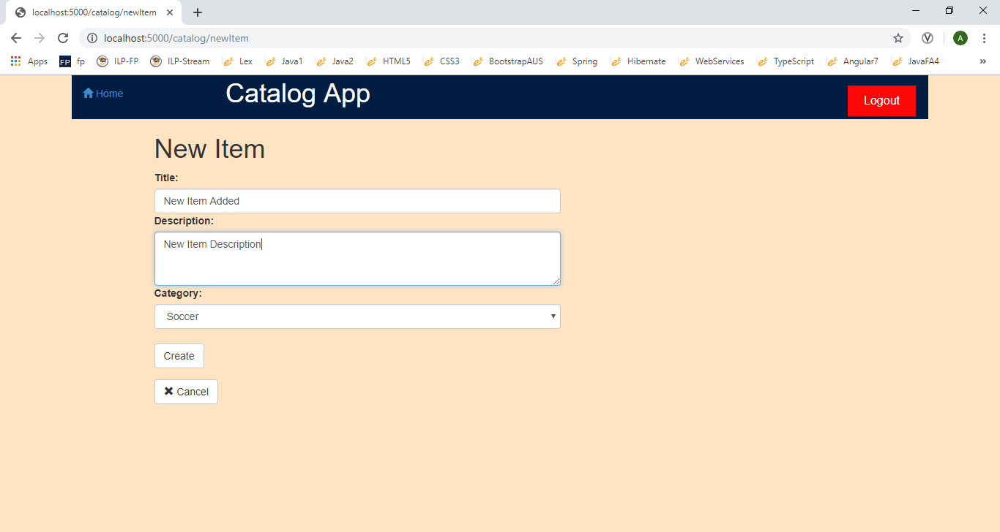 localhost:5000/catalog/newItem
localhost:5000/catalog/newItem
A
Apps FP fp ILP-FP ILP-Stream Lex Java1 Java2 HTML5 CSS3 BootstrapAUS Spring Hibernate WebServices TypeScript Angular7 JavaFA4 »
Home Catalog App Logout
New Item
Title:
New Item Added
Description:
New Item Description
Category:
Soccer
Create
✖ Cancel